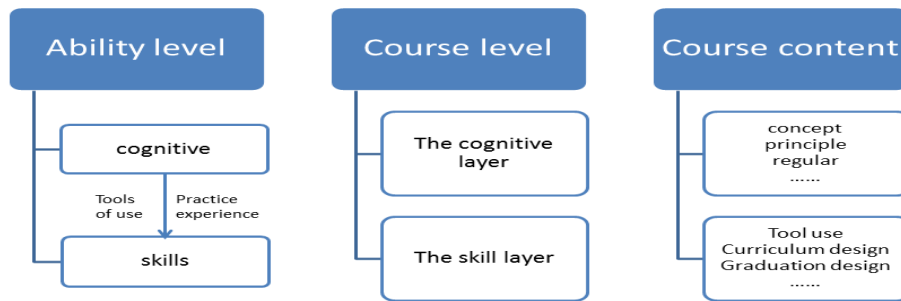 Ability level
cognitive
Tools
of use
Practice
experience
skills
Course level
The cognitive
layer
The skill layer
Course content
concept
principle
regular
......
Tool use
Curriculum design
Graduation design
......